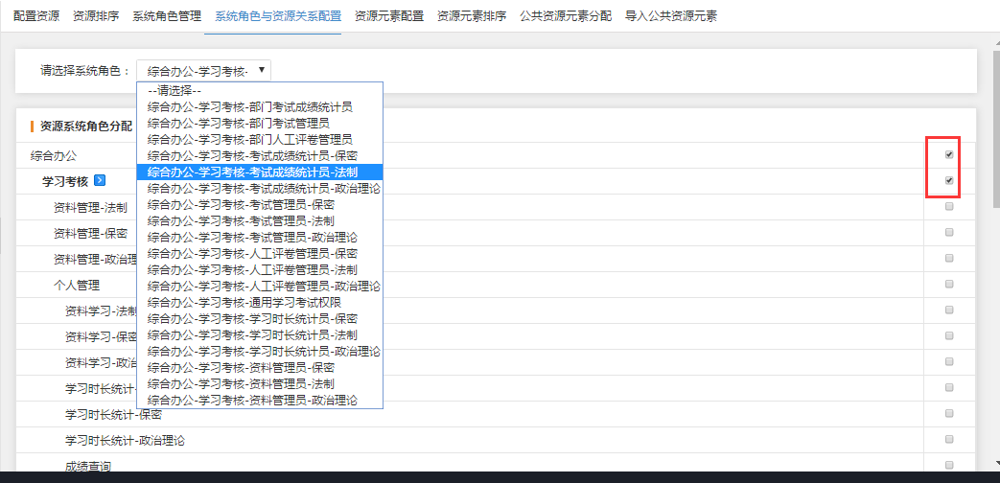 配置资源 资源排序 系统角色管理 系统角色与资源关系配置 资源元素配置 资源元素排序 公共资源元素分配 导入公共资源元素
请选择系统角色： 综合办公-学习考核-
--请选择--
综合办公-学习考核-部门考试成绩统计员
综合办公-学习考核-部门考试管理员
综合办公-学习考核-部门人工评卷管理员
综合办公-学习考核-考试成绩统计员-保密
综合办公-学习考核-考试成绩统计员-法制
综合办公-学习考核-考试成绩统计员-政治理论
综合办公-学习考核-考试管理员-保密
综合办公-学习考核-考试管理员-法制
综合办公-学习考核-考试管理员-政治理论
综合办公-学习考核-人工评卷管理员-保密
综合办公-学习考核-人工评卷管理员-法制
综合办公-学习考核-人工评卷管理员-政治理论
综合办公-学习考核-通用学习考试权限
综合办公-学习考核-学习时长统计员-保密
综合办公-学习考核-学习时长统计员-法制
综合办公-学习考核-学习时长统计员-政治理论
综合办公-学习考核-资料管理员-保密
综合办公-学习考核-资料管理员-法制
综合办公-学习考核-资料管理员-政治理论
资源系统角色分配
综合办公
学习考核
资料管理-法制
资料管理-保密
资料管理-政治理
个人管理
资料学习-法制
资料学习-保密
资料学习-政治
学习时长统计-
学习时长统计-保密
学习时长统计-政治理论
成绩查询